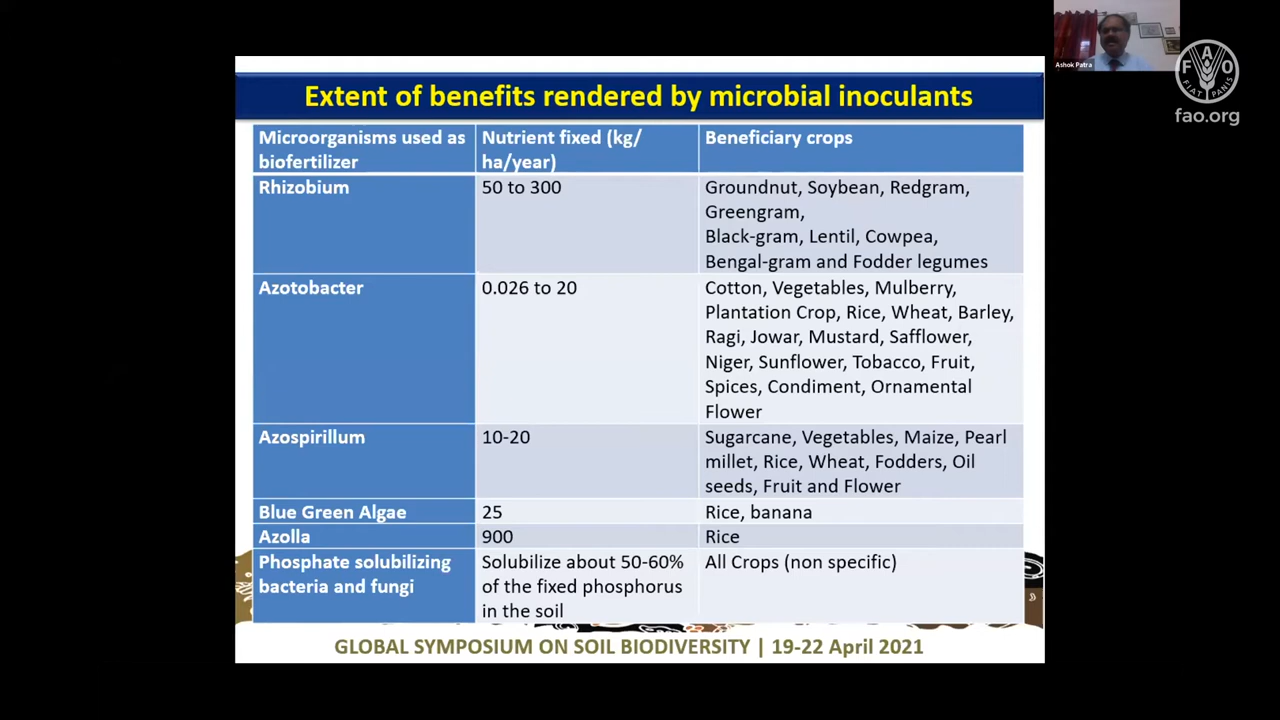 Ashok Patra
F A O
FIAT PANIS
fao.org
Extent of benefits rendered by microbial inoculants
Microorganisms used as
biofertilizer
Nutrient fixed (kg/
ha/year)
Beneficiary crops
Rhizobium
50 to 300
Groundnut, Soybean, Redgram,
Greengram,
Black-gram, Lentil, Cowpea,
Bengal-gram and Fodder legumes
Azotobacter
0.026 to 20
Cotton, Vegetables, Mulberry,
Plantation Crop, Rice, Wheat, Barley,
Ragi, Jowar, Mustard, Safflower,
Niger, Sunflower, Tobacco, Fruit,
Spices, Condiment, Ornamental
Flower
Azospirillum
10-20
Sugarcane, Vegetables, Maize, Pearl
millet, Rice, Wheat, Fodders, Oil
seeds, Fruit and Flower
Blue Green Algae
25
Rice, banana
Azolla
900
Rice
Phosphate solubilizing
bacteria and fungi
Solubilize about 50-60%
of the fixed phosphorus
in the soil
All Crops (non specific)
GLOBAL SYMPOSIUM ON SOIL BIODIVERSITY | 19-22 April 2021